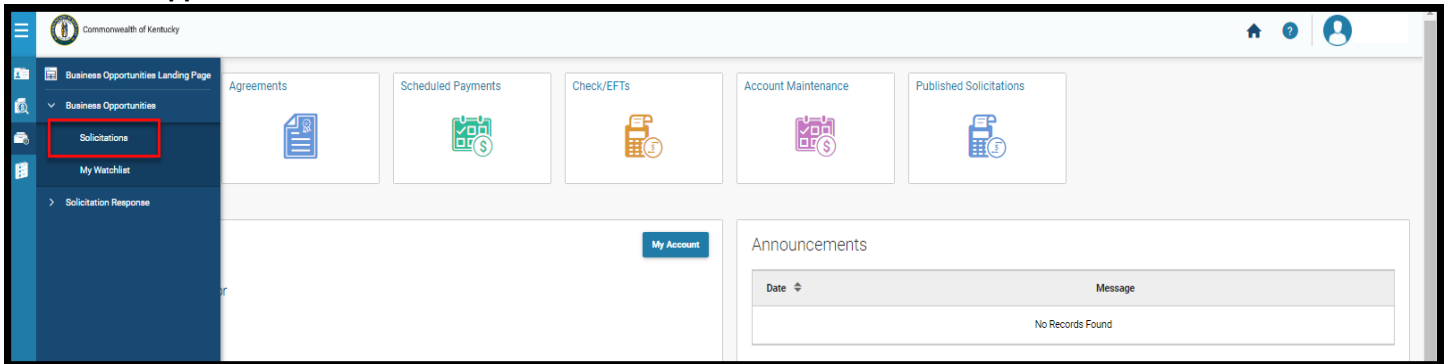 Commonwealth of Kentucky
?
Business Opportunities Landing Page
Business Opportunities
Solicitations
My Watchlist
Solicitation Response
Agreements
Scheduled Payments
Check/EFTs
Account Maintenance
Published Solicitations
My Account
or
Announcements
Date Message
No Records Found